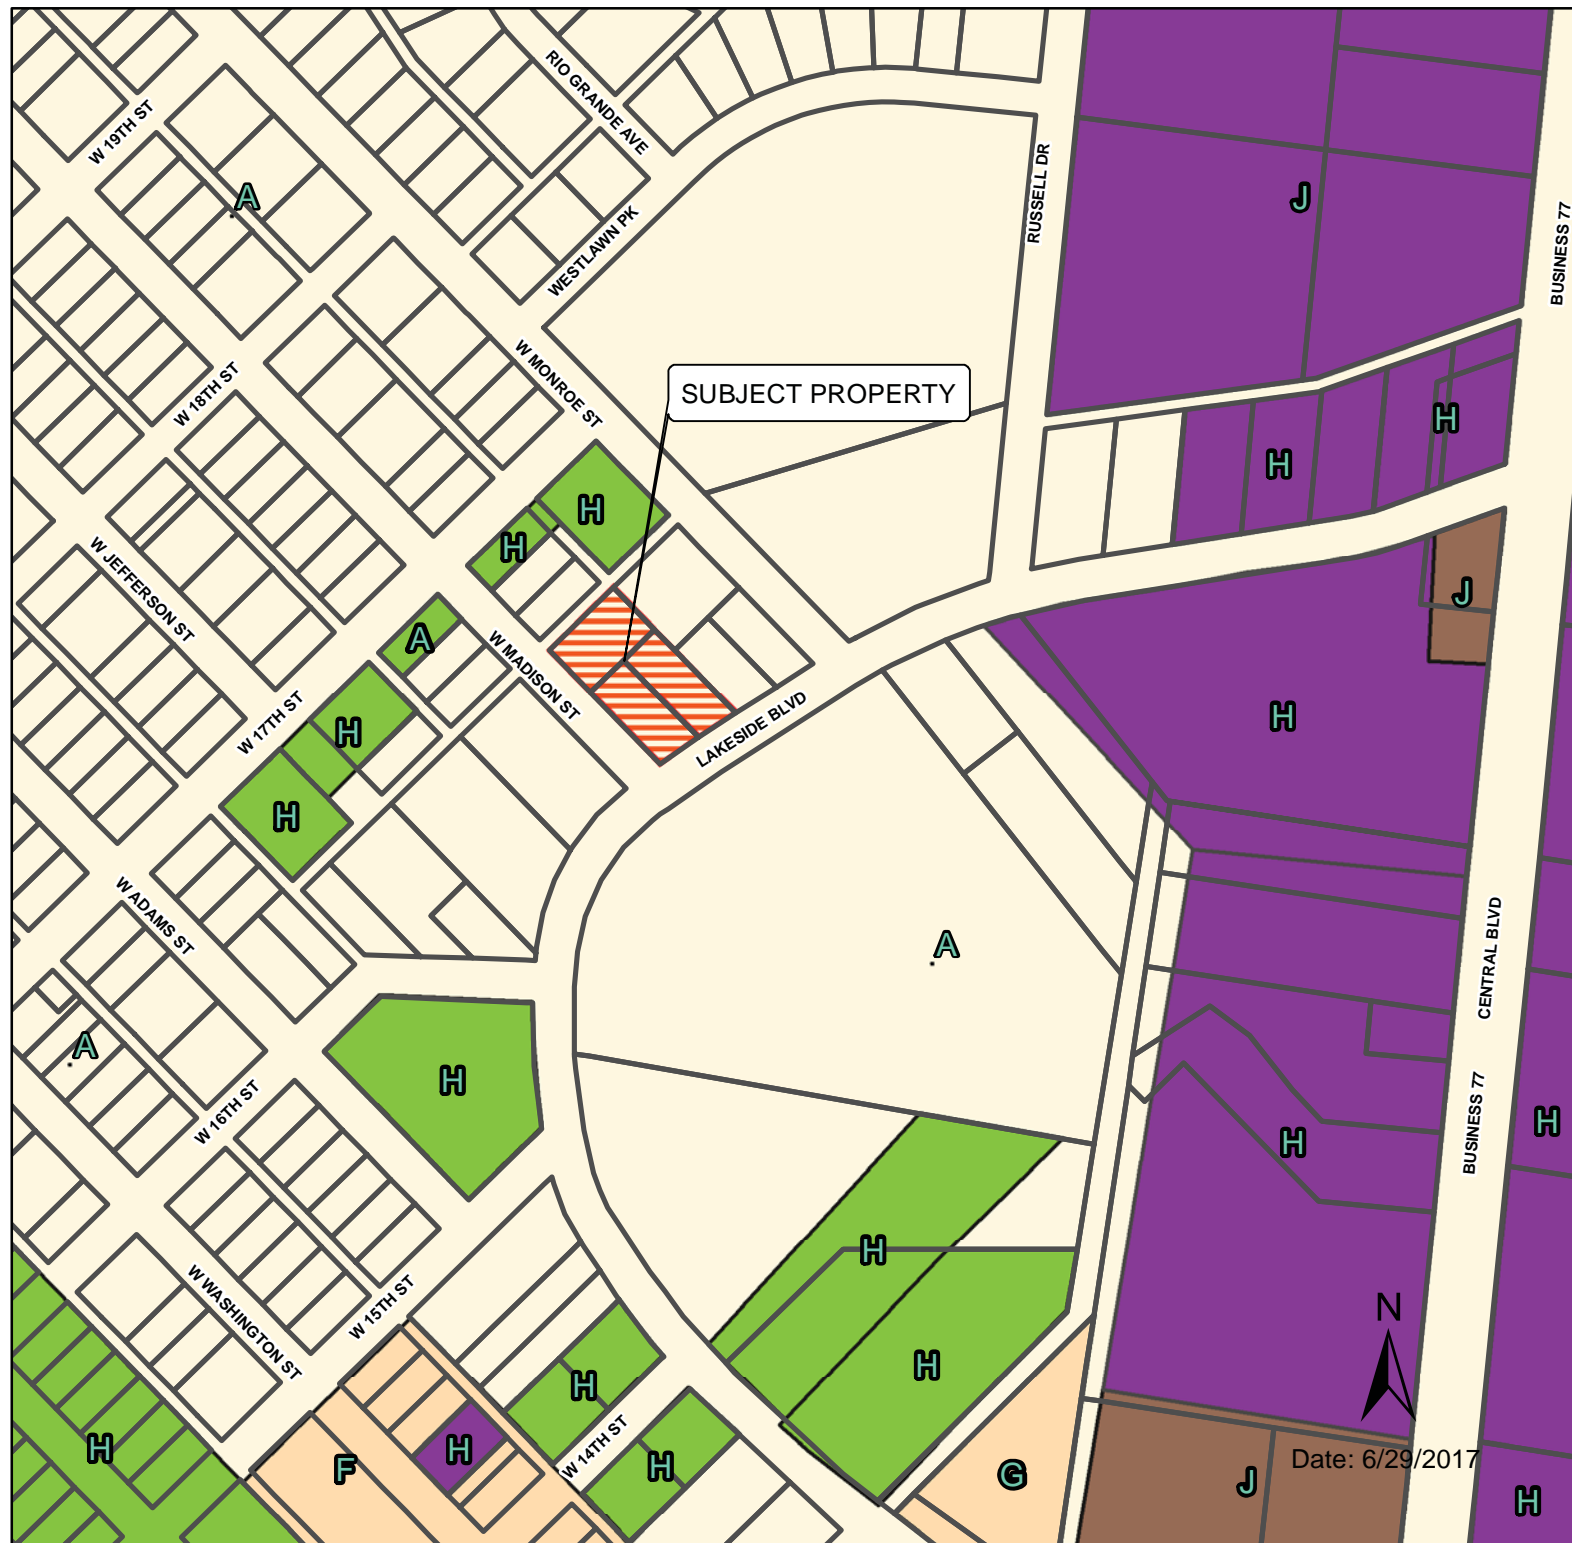 RIO GRANDE AVE
W 19TH ST
RUSSELL DR
A
J
WESTLAWN PK
BUSINESS 77
W MONROE ST
W 18TH ST
SUBJECT PROPERTY
H
H
H
H
W JEFFERSON ST
J
A
W MADISON ST
W 17TH ST
LAKESIDE BLVD
H
H
H
W ADAMS ST
A
CENTRAL BLVD
A
H
W 16TH ST
BUSINESS 77
H
H
H
W WASHINGTON ST
W 15TH ST
N
H
H
H
H
F
W 14TH ST
H
Date: 6/29/2017
G
J
H